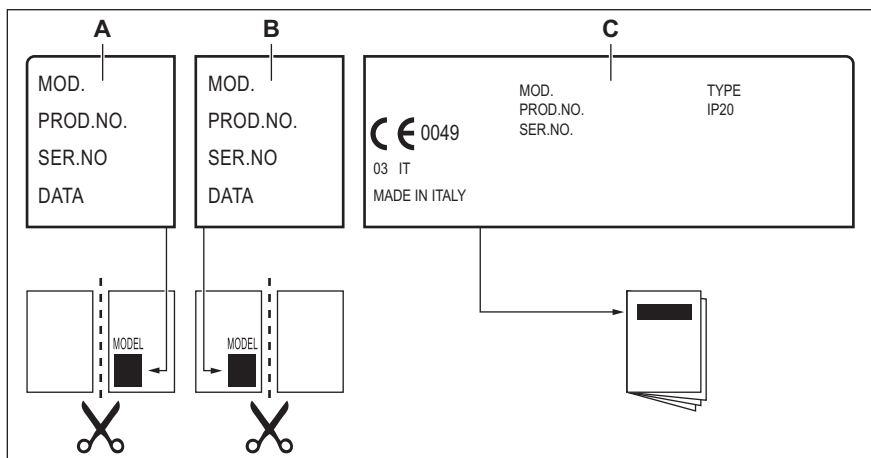 A
B
C
MOD.
PROD.NO.
SER.NO
DATA
MOD.
PROD.NO.
SER.NO
DATA
MOD.
PROD.NO.
SER.NO.
TYPE
IP20
CE 0049
03 IT
MADE IN ITALY
MODEL
MODEL